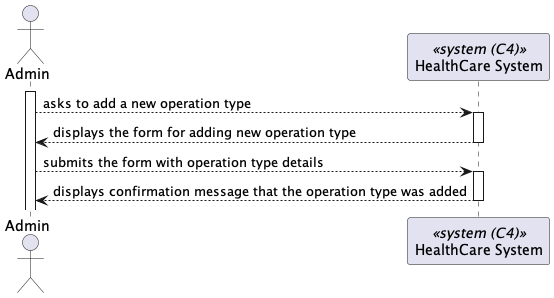 «system (C4)»
HealthCare System
Admin
asks to add a new operation type
displays the form for adding new operation type
submits the form with operation type details
displays confirmation message that the operation type was added
Admin
«system (C4)»
HealthCare System